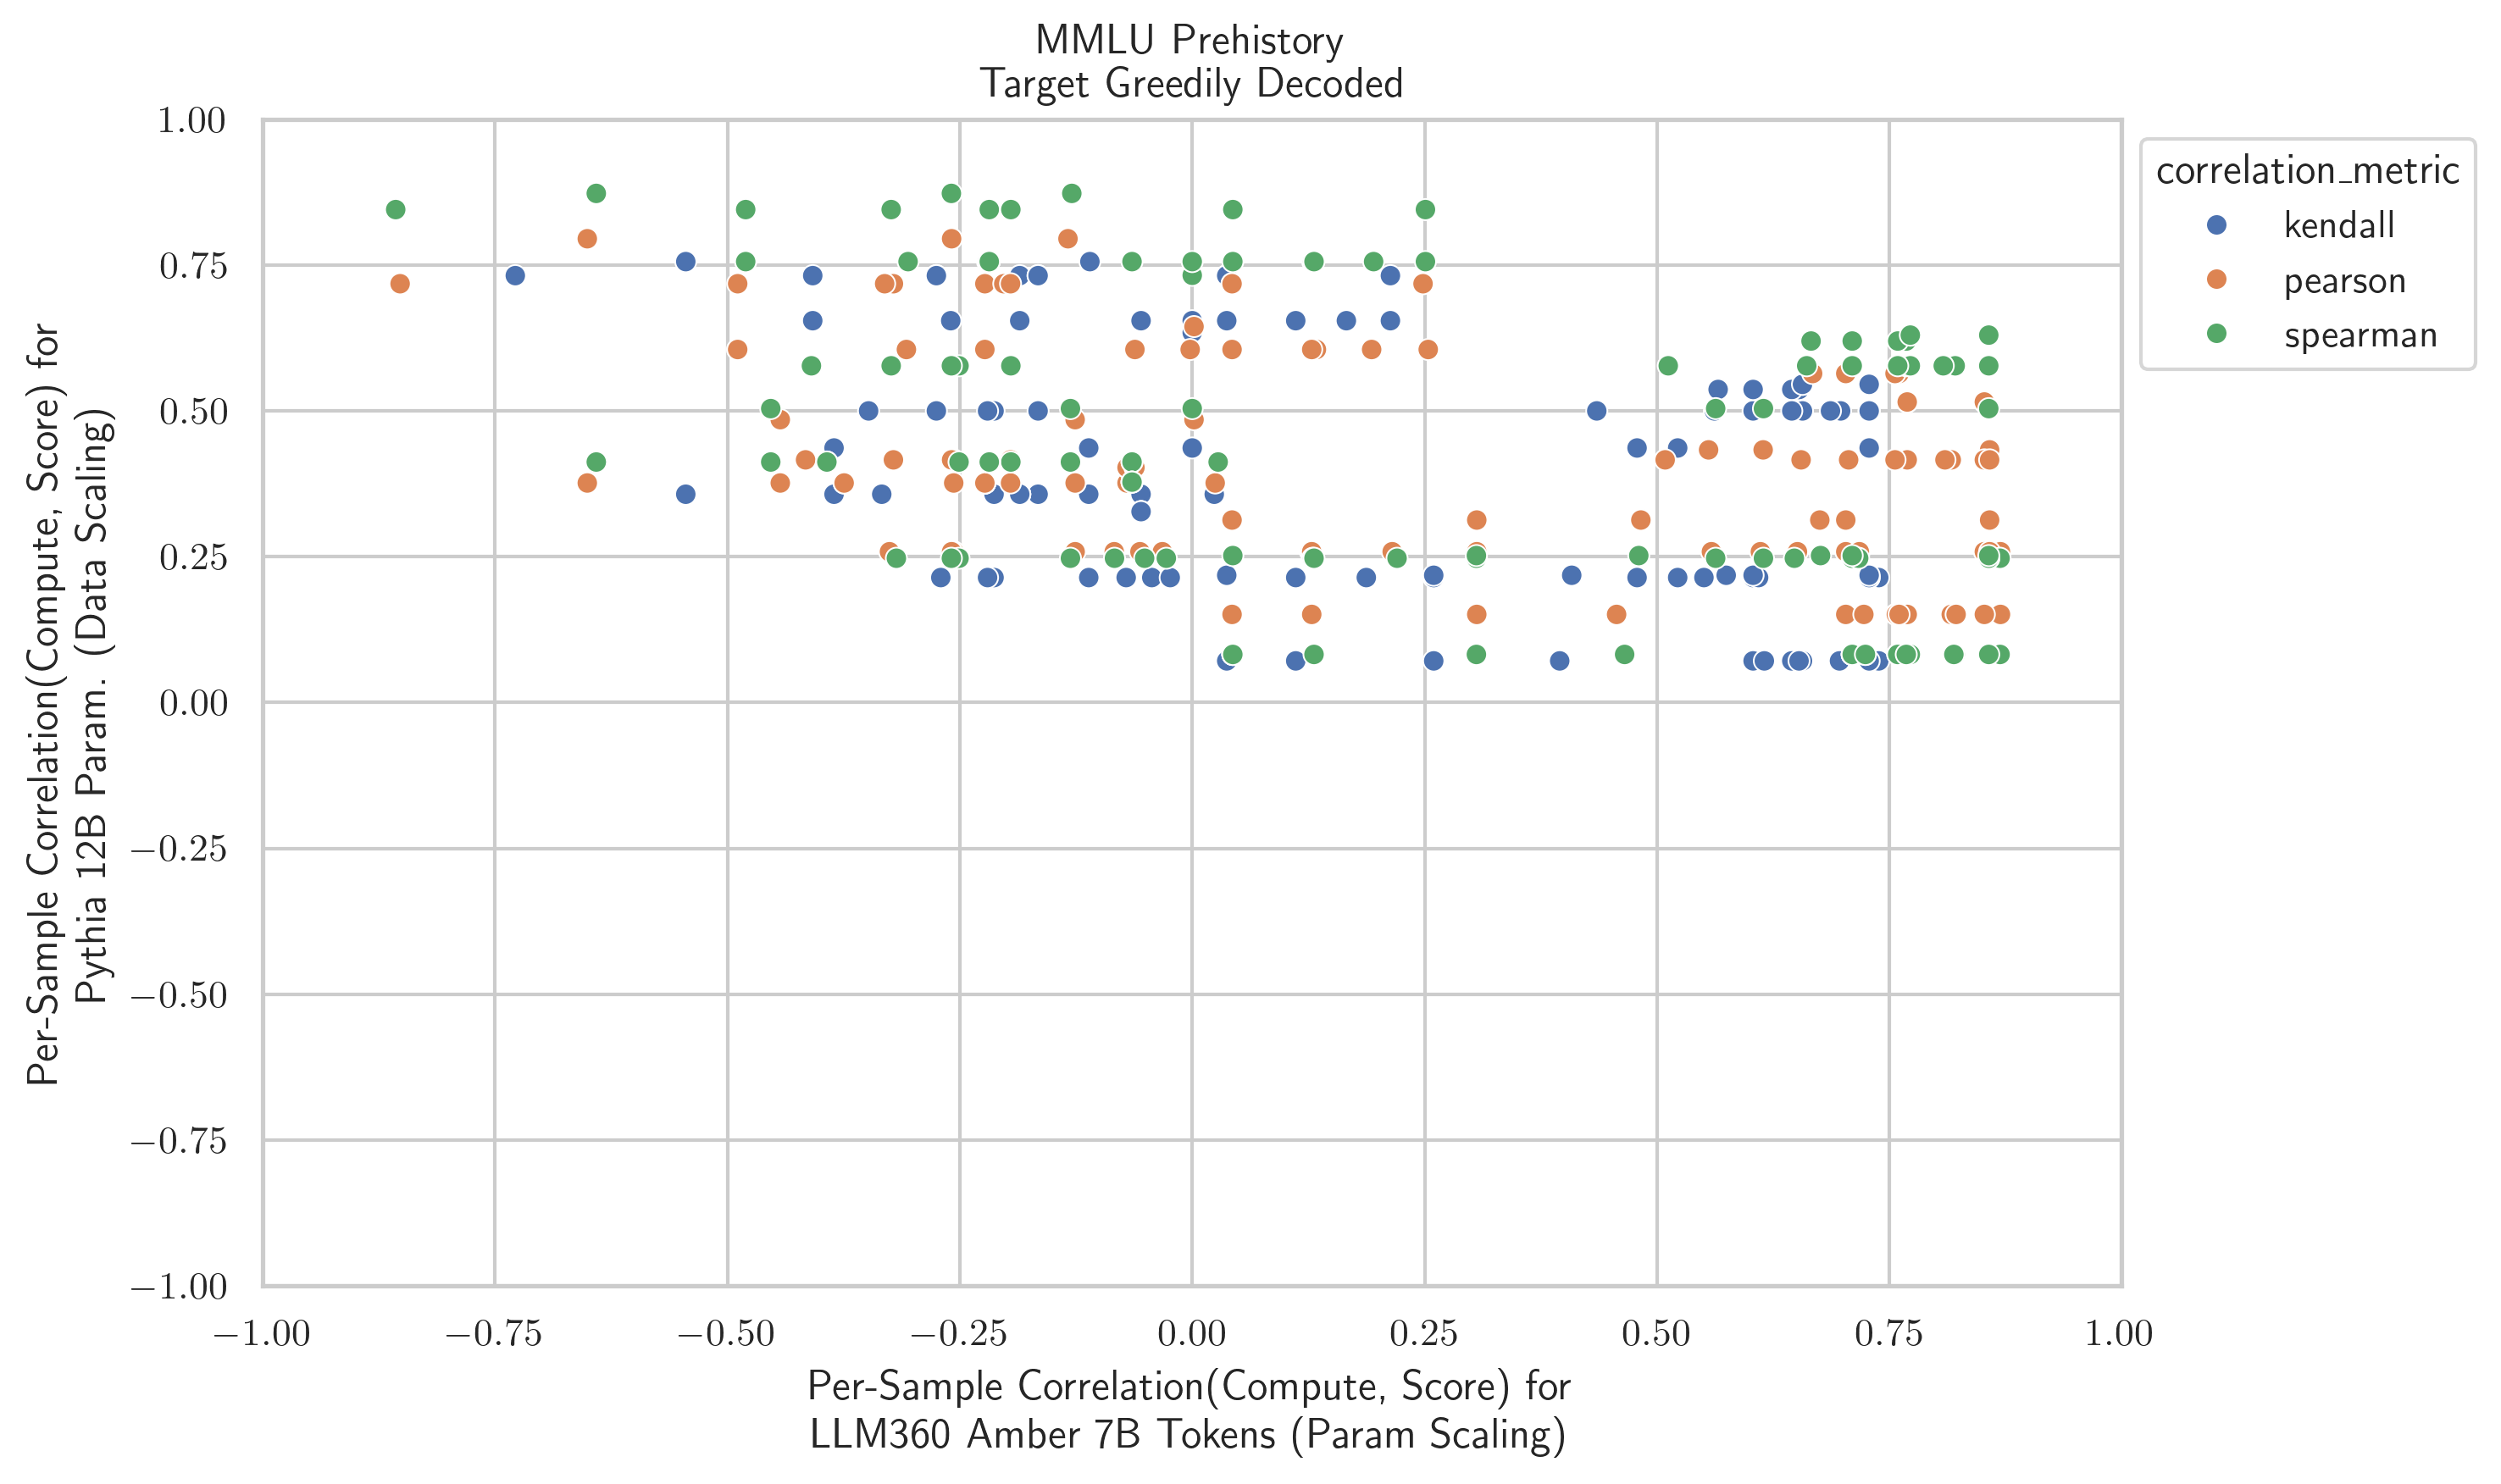 MMLU Prehistory
Target Greedily Decoded
1.00
0.75
0.50
0.25
0.00
−0.25
−0.50
−0.75
−1.00
Per-Sample Correlation(Compute, Score) for
Pythia 12B Param. (Data Scaling)
correlation_metric
kendall
pearson
spearman
−1.00
−0.75
−0.50
−0.25
0.00
0.25
0.50
0.75
1.00
Per-Sample Correlation(Compute, Score) for
LLM360 Amber 7B Tokens (Param Scaling)